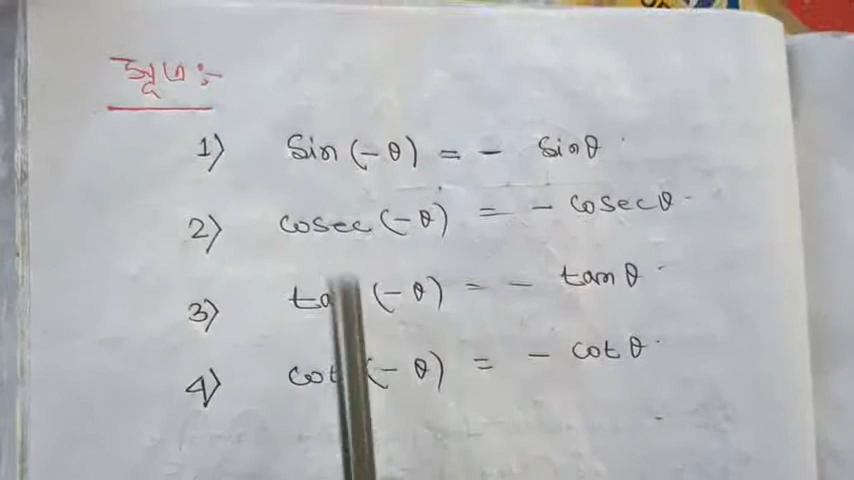 সূত্র :-
1) Sin (-θ) = - sinθ
2) cosec (-θ) = - cosecθ
3) ta (-θ) = - tanθ
4) cot (-θ) = - cotθ